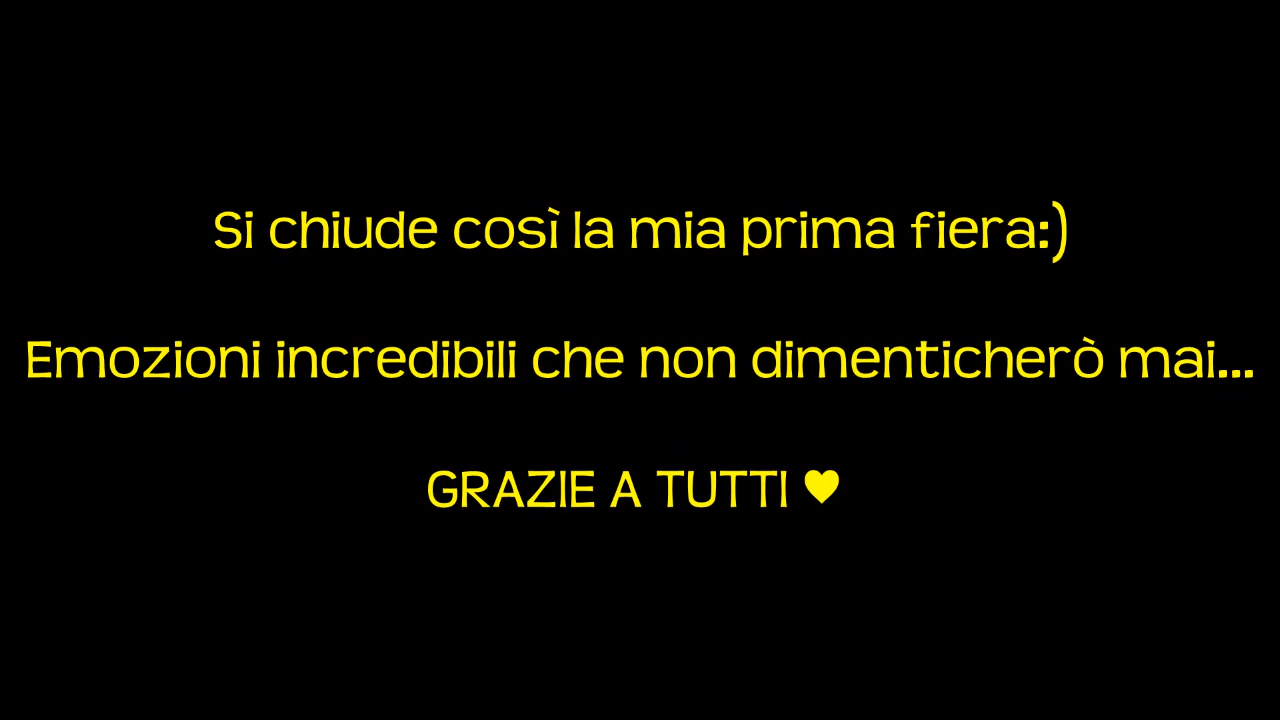 Si chiude così la mia prima fiera:)
Emozioni incredibili che non dimenticherò mai...
GRAZIE A TUTTI ♥